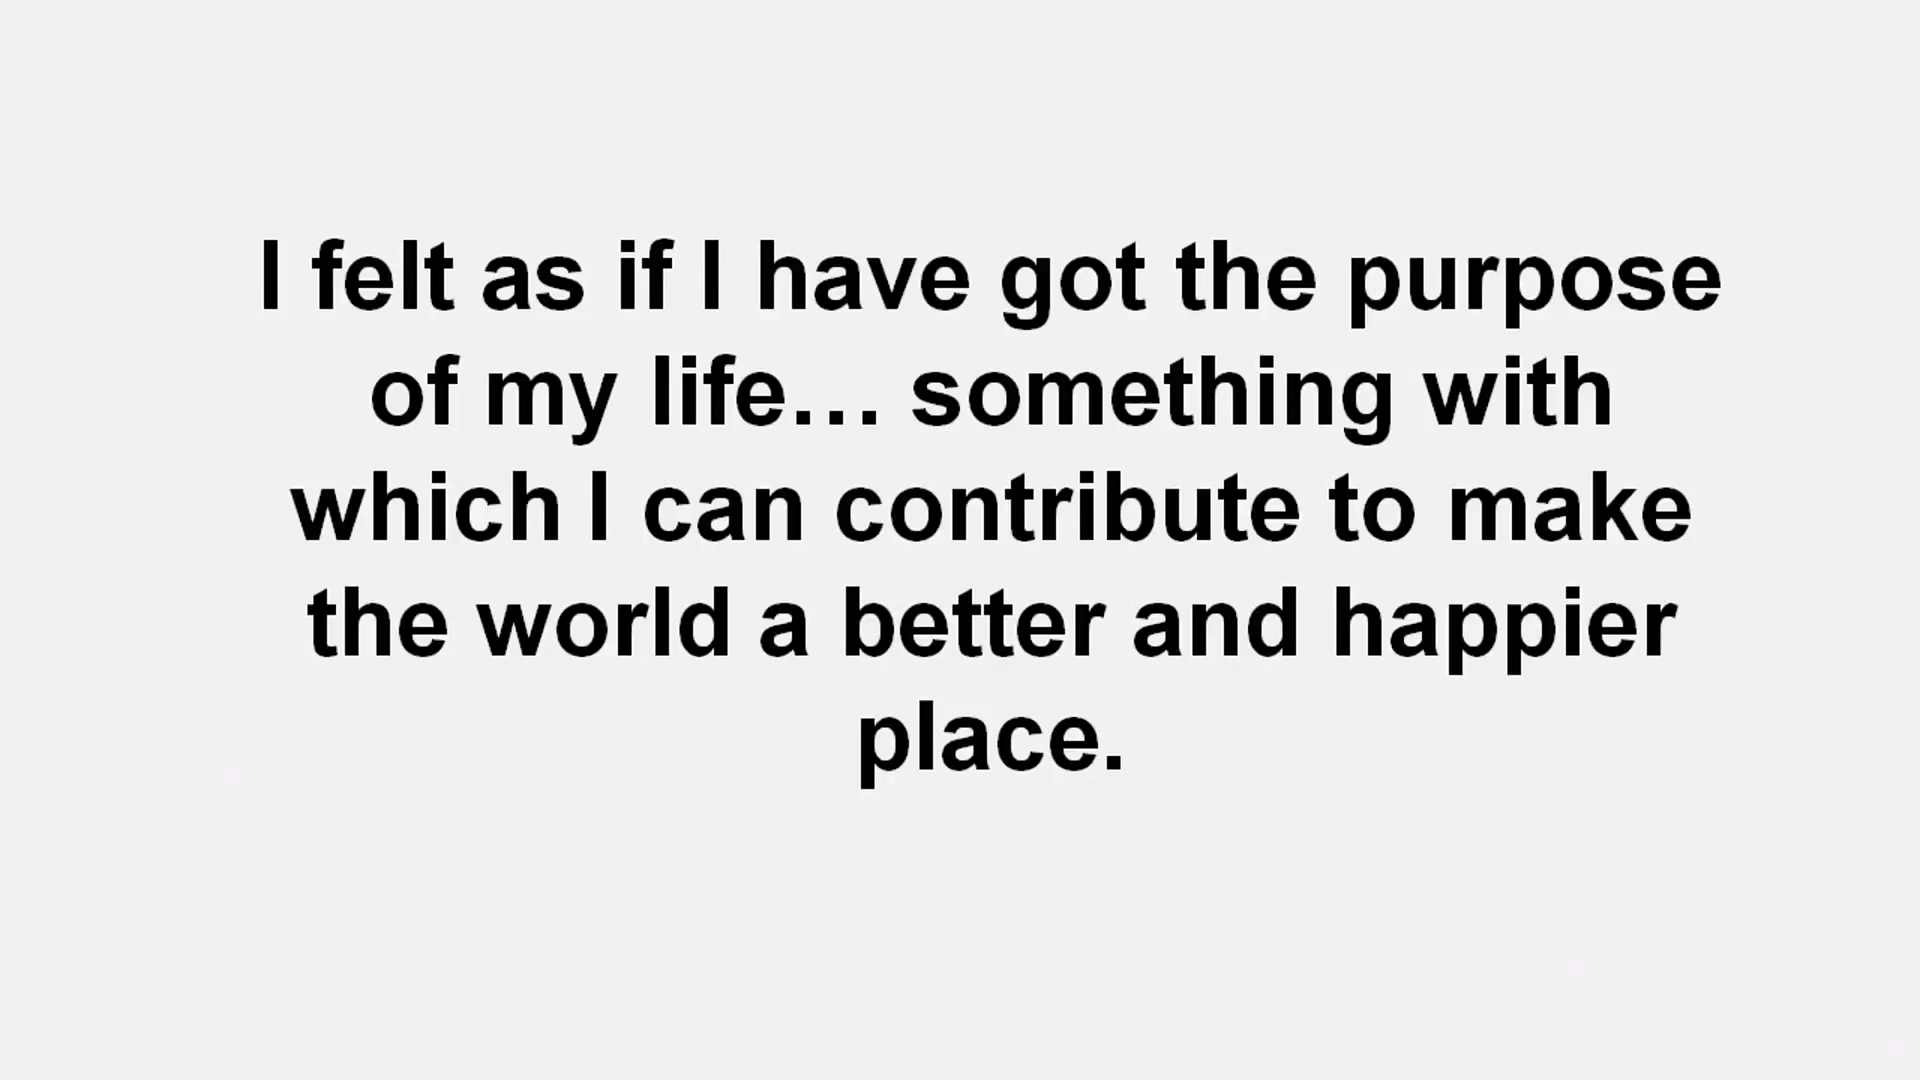 I felt as if I have got the purpose
of my life… something with
which I can contribute to make
the world a better and happier
place.